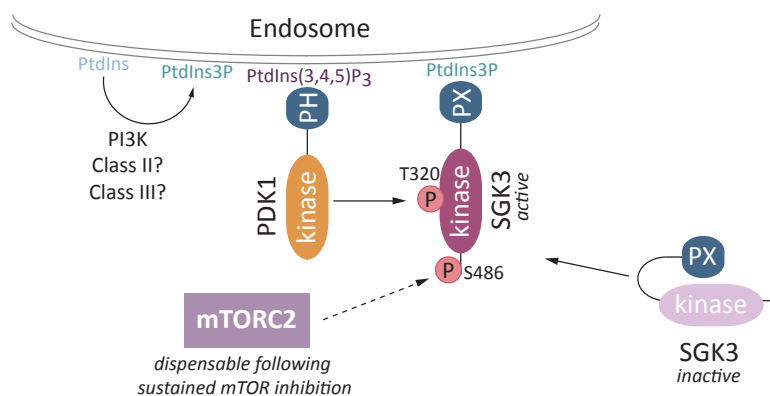 Endosome
PtdIns
PtdIns3P
PtdIns(3,4,5)P3
PtdIns3P
PI3K
Class II?
Class III?
PH
kinase
PDK1
PX
T320
P
kinase
SGK3
active
P
S486
mTORC2
dispensable following
sustained mTOR inhibition
PX
kinase
SGK3
inactive